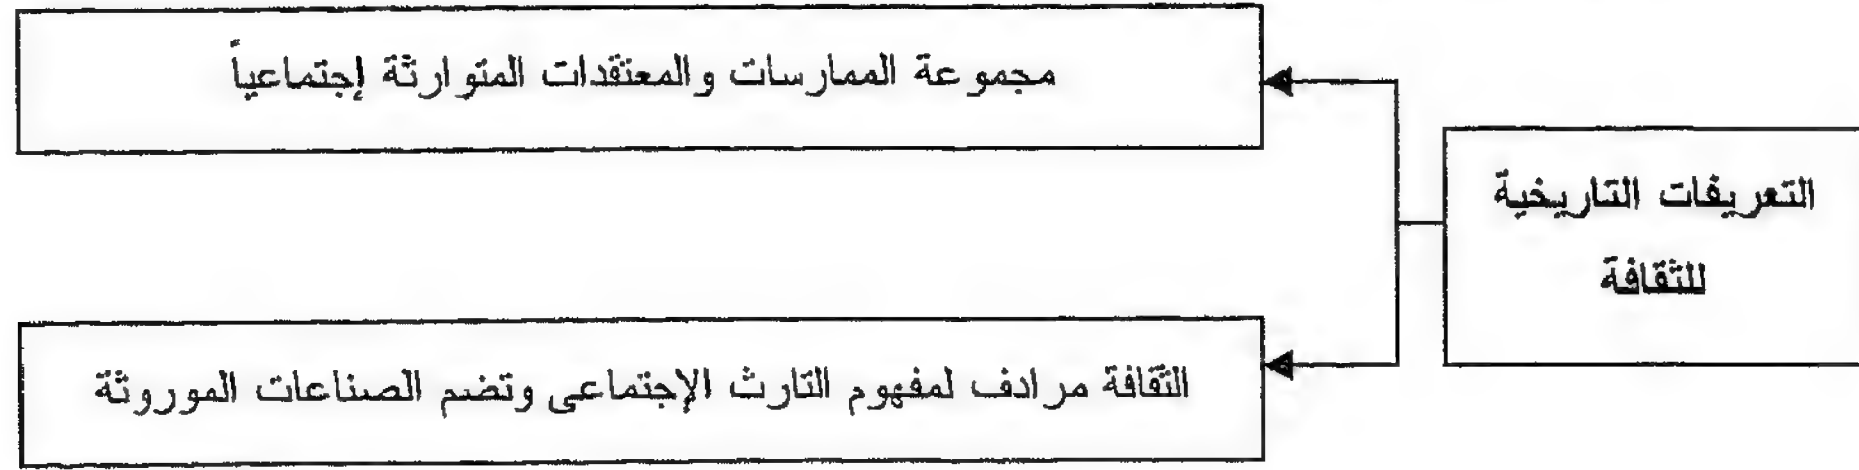 مجموعة الممارسات والمعتقدات المتوارثة إجتماعياً
التعريفات التاريخية
للثقافة
الثقافة مرادف لمفهوم التارث الإجتماعى وتضم الصناعات الموروثة